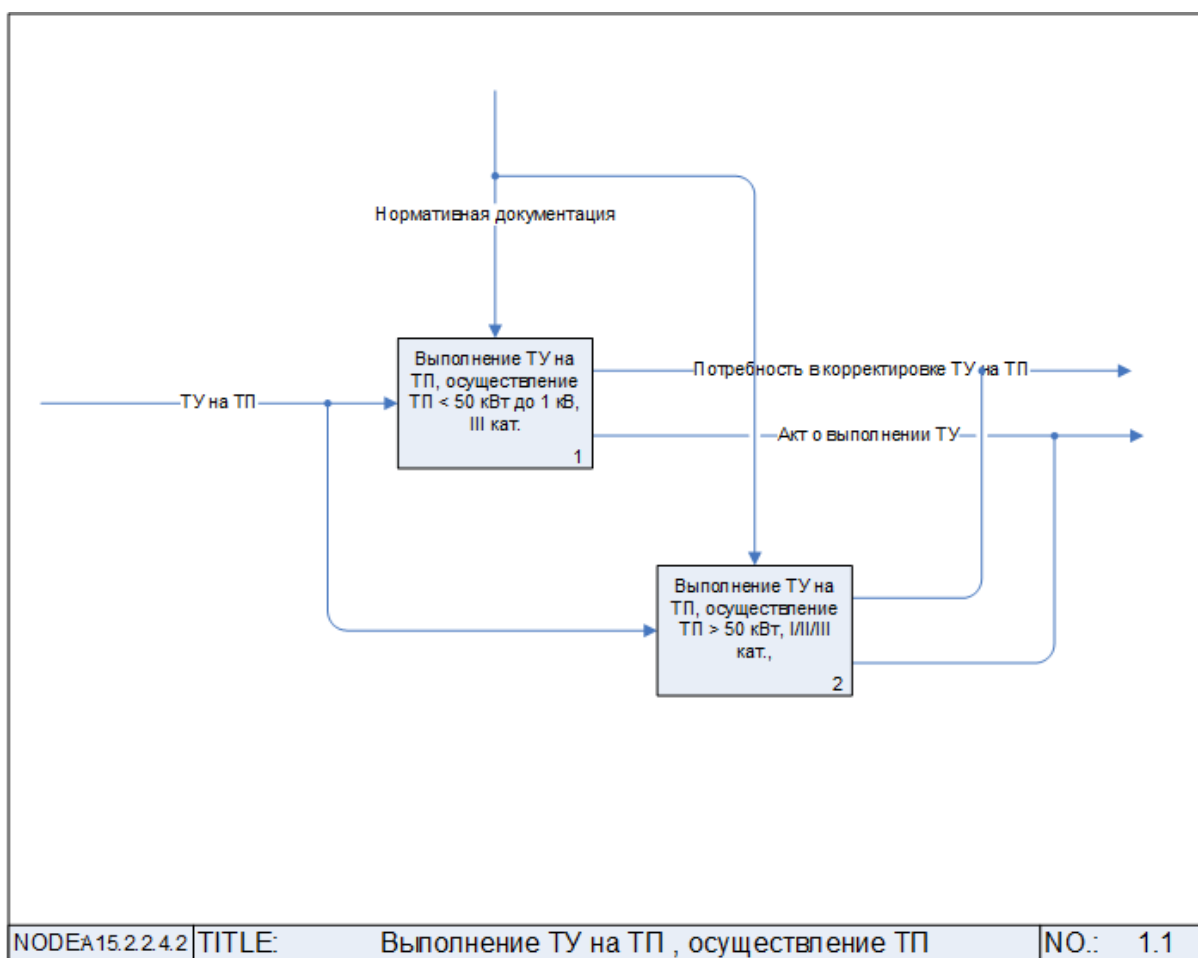 Нормативная документация
Выполнение ТУ на
ТП, осуществление
ТП < 50 кВт до 1 кВ,
III кат.
1
Потребность в корректировке ТУ на ТП
ТУ на ТП
Акт о выполнении ТУ
Выполнение ТУ на
ТП, осуществление
ТП > 50 кВт, I/II/III
кат.,
2
NODE: A15.2.2.4.2 TITLE: Выполнение ТУ на ТП , осуществление ТП NO.: 1.1